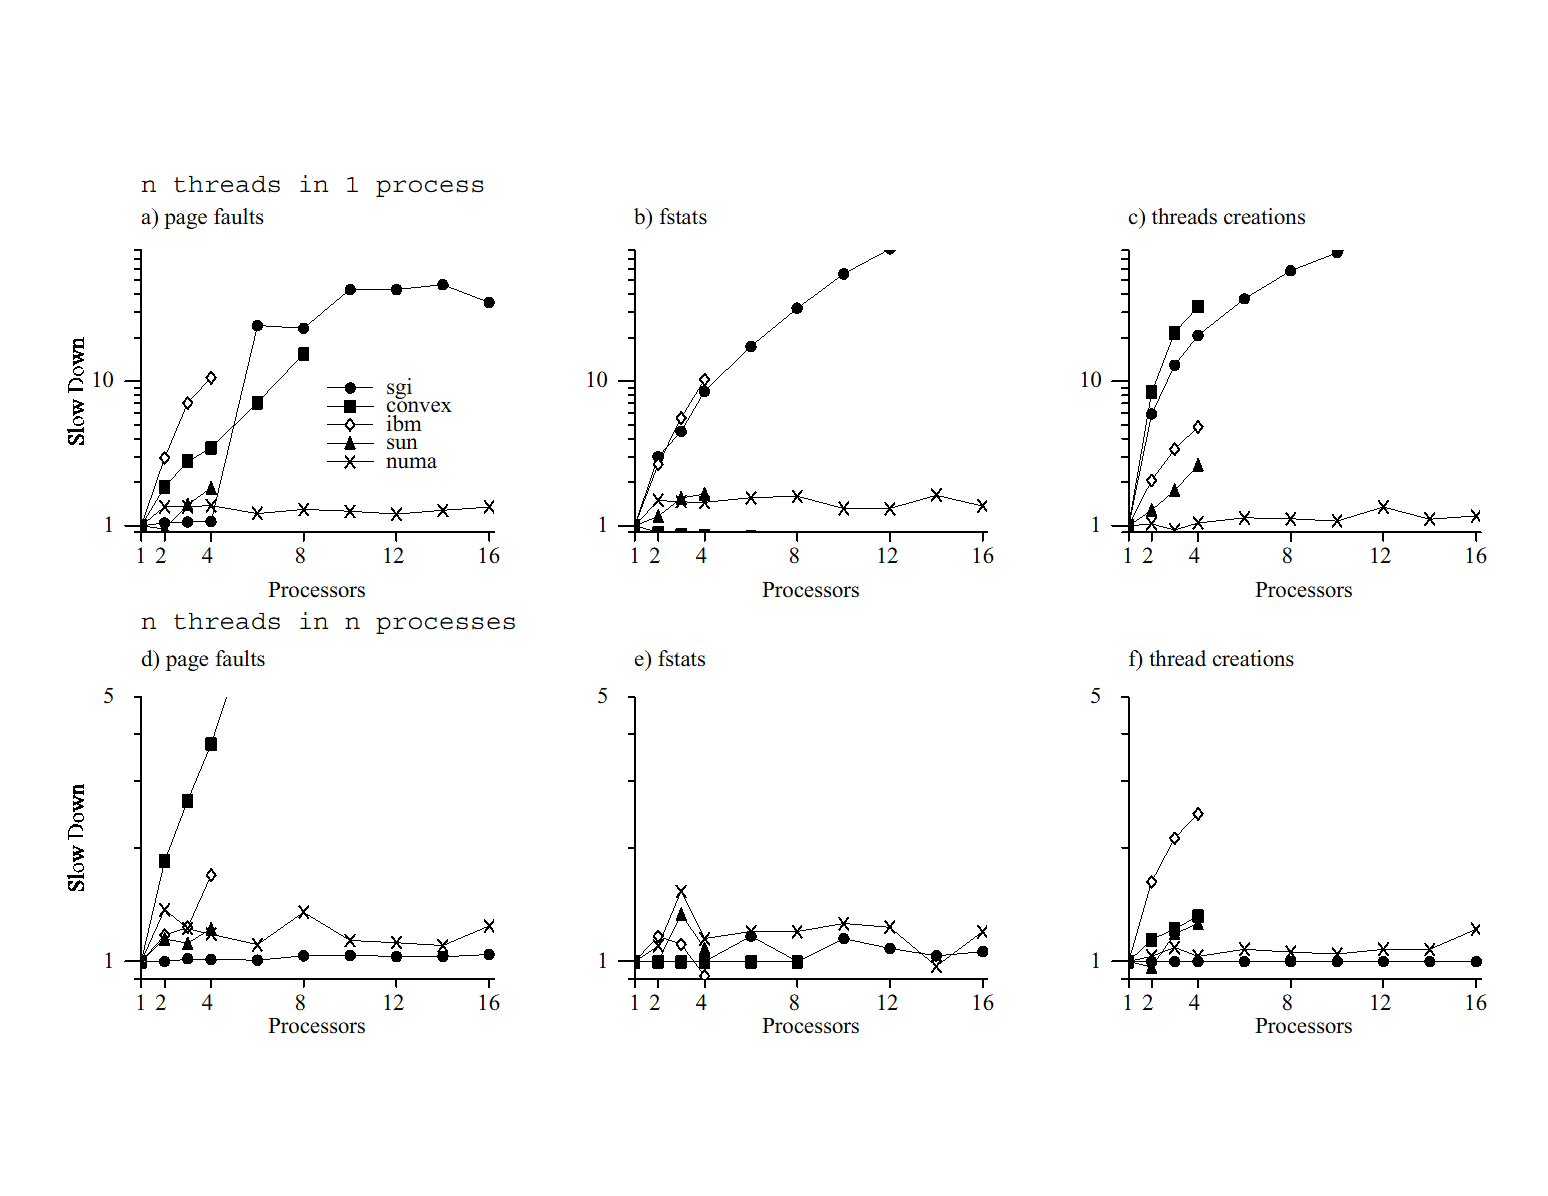 n threads in 1 process
a) page faults
b) fstats
c) threads creations
Slow Down
10
1
sgi
convex
ibm
sun
numa
1 2 4 8 12 16
Processors
10
1
1 2 4 8 12 16
Processors
10
1
1 2 4 8 12 16
Processors
n threads in n processes
d) page faults
e) fstats
f) thread creations
Slow Down
5
1
1 2 4 8 12 16
Processors
5
1
1 2 4 8 12 16
Processors
5
1
1 2 4 8 12 16
Processors